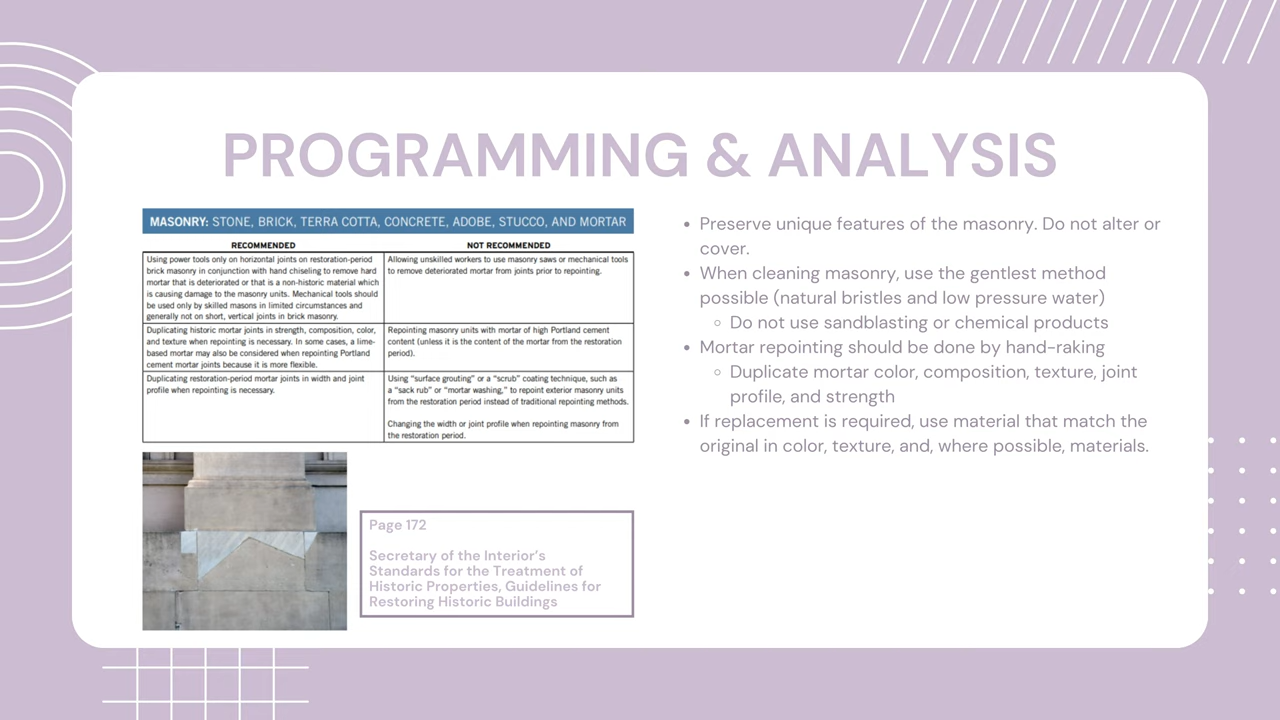 PROGRAMMING & ANALYSIS
MASONRY: STONE, BRICK, TERRA COTTA, CONCRETE, ADOBE, STUCCO, AND MORTAR
RECOMMENDED
NOT RECOMMENDED
Using power tools only on horizontal joints on restoration-period
brick masonry in conjunction with hand chiseling to remove hard
mortar that is deteriorated or that is a non-historic material which
is causing damage to the masonry units. Mechanical tools should
be used only by skilled masons in limited circumstances and
generally not on short, vertical joints in brick masonry.
Allowing unskilled workers to use masonry saws or mechanical tools
to remove deteriorated mortar from joints prior to repointing.
Duplicating historic mortar joints in strength, composition, color,
and texture when repointing is necessary. In some cases, a lime-
based mortar may also be considered when repointing Portland
cement mortar joints because it is more flexible.
Repointing masonry units with mortar of high Portland cement
content (unless it is the content of the mortar from the restoration
period).
Duplicating restoration-period mortar joints in width and joint
profile when repointing is necessary.
Using “surface grouting” or a “scrub” coating technique, such as
a “sack rub” or “mortar washing,” to repoint exterior masonry units
from the restoration period instead of traditional repointing methods.
Changing the width or joint profile when repointing masonry from
the restoration period.
Page 172
Secretary of the Interior’s
Standards for the Treatment of
Historic Properties, Guidelines for
Restoring Historic Buildings
• Preserve unique features of the masonry. Do not alter or
cover.
• When cleaning masonry, use the gentlest method
possible (natural bristles and low pressure water)
◦ Do not use sandblasting or chemical products
• Mortar repointing should be done by hand-raking
◦ Duplicate mortar color, composition, texture, joint
profile, and strength
• If replacement is required, use material that match the
original in color, texture, and, where possible, materials.